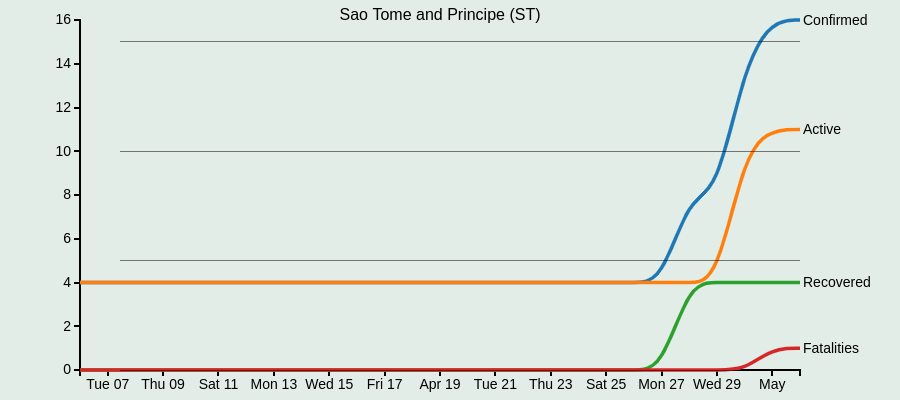 Sao Tome and Principe (ST)
16
14
12
10
8
6
4
2
0
Confirmed
Active
Recovered
Fatalities
Tue 07 Thu 09 Sat 11 Mon 13 Wed 15 Fri 17 Apr 19 Tue 21 Thu 23 Sat 25 Mon 27 Wed 29 May